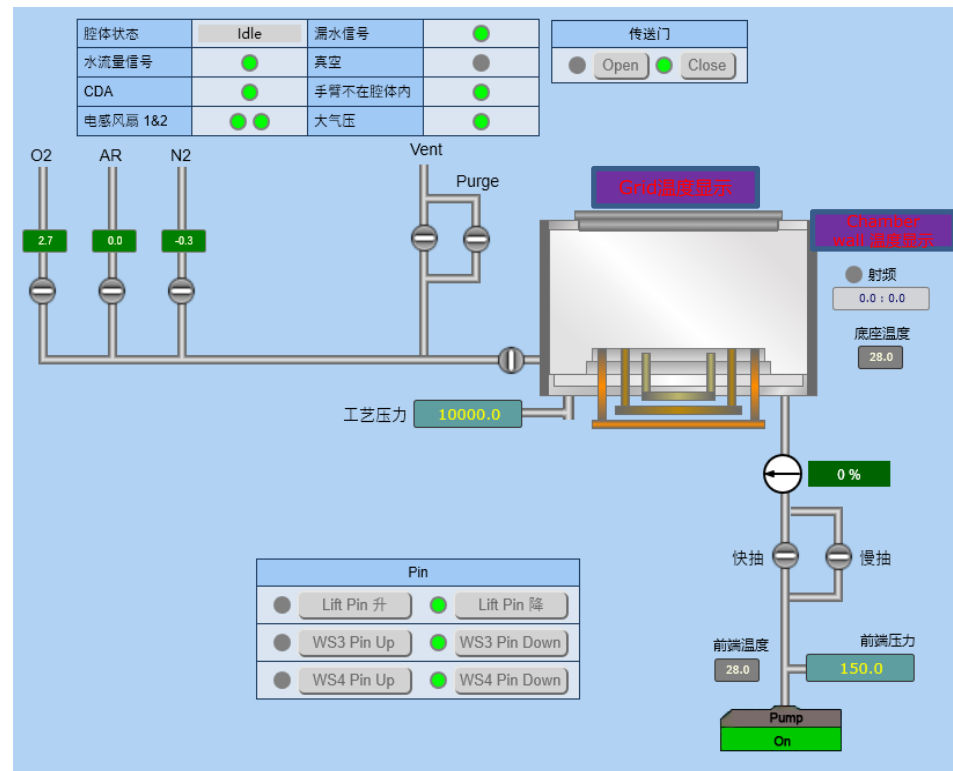 腔体状态 Idle 漏水信号
水流量信号 真空
CDA 手臂不在腔体内
电感风扇 1&2 大气压
传送门
Open Close
O2 AR N2
Vent
Purge
2.7 0.0 -0.3
Grid温度显示
Chamber
wall 温度显示
射频
0.0 : 0.0
底座温度
28.0
工艺压力 10000.0
0 %
快抽 慢抽
Pin
Lift Pin 升 Lift Pin 降
WS3 Pin Up WS3 Pin Down
WS4 Pin Up WS4 Pin Down
前端温度 前端压力
28.0 150.0
Pump
On